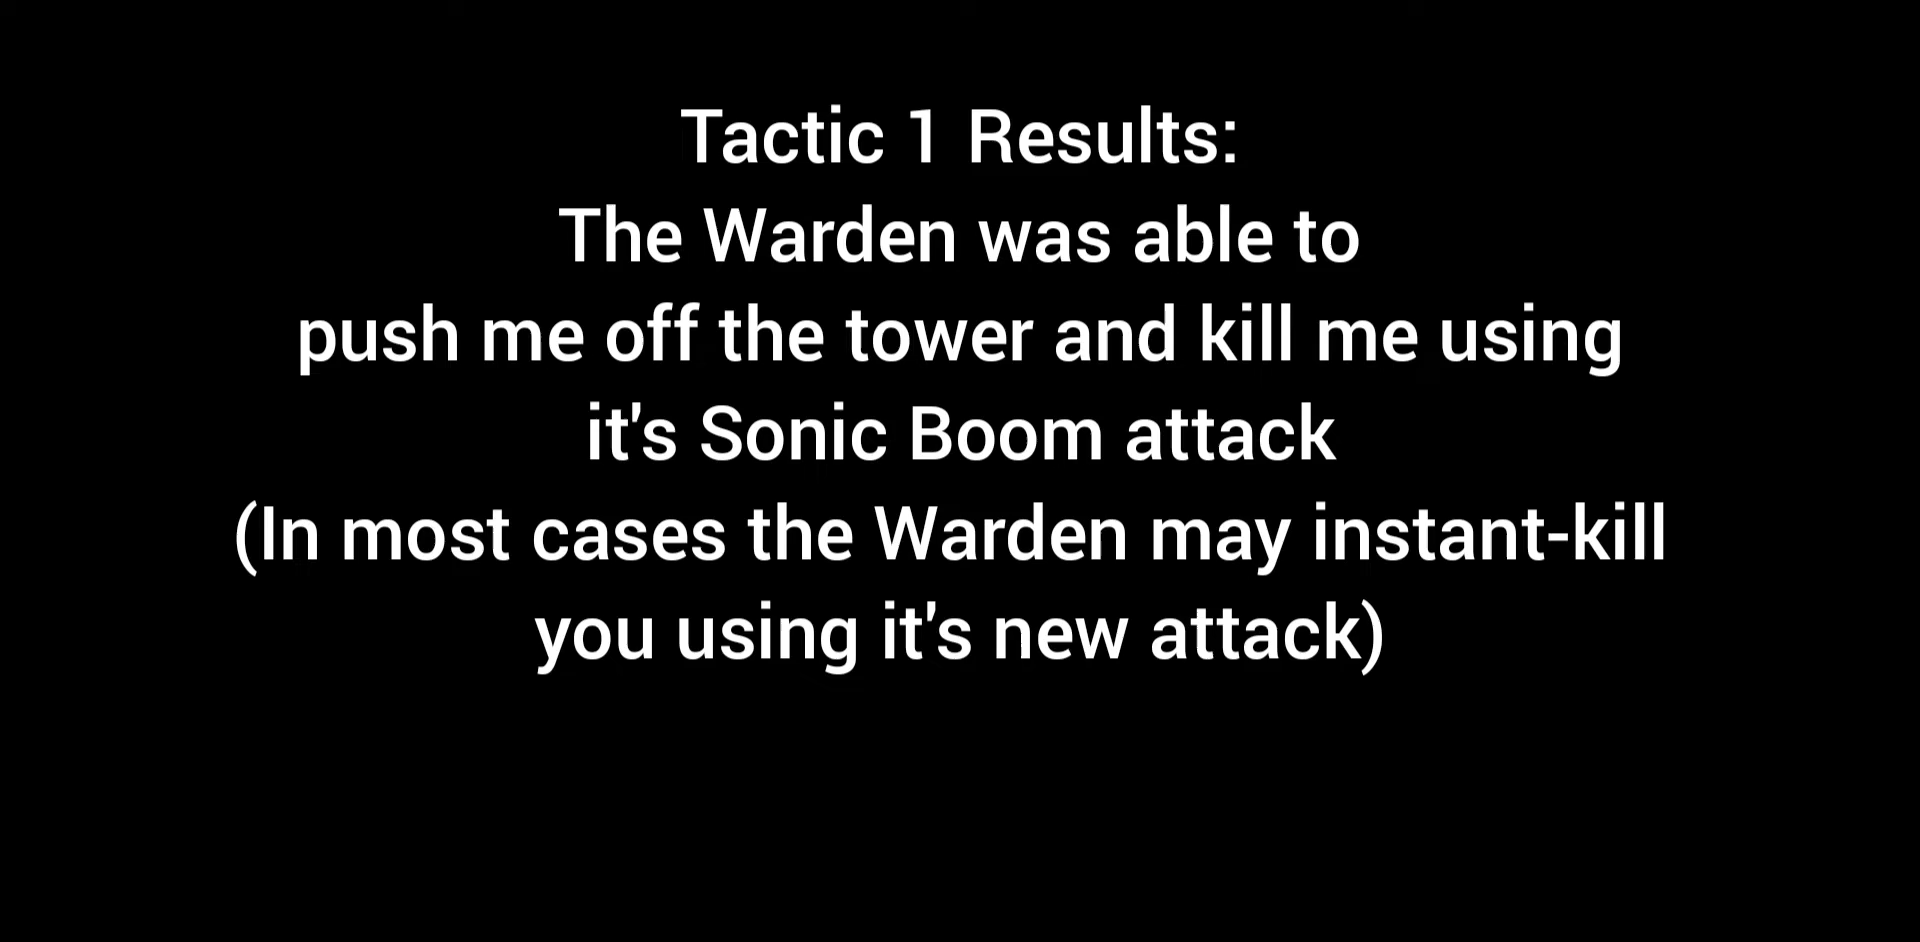 Tactic 1 Results:
The Warden was able to
push me off the tower and kill me using
it's Sonic Boom attack
(In most cases the Warden may instant-kill
you using it's new attack)